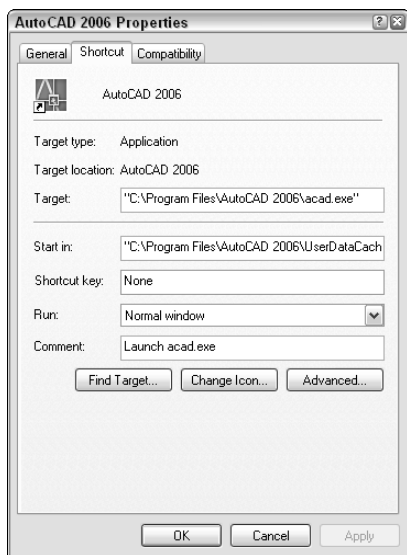 AutoCAD 2006 Properties
General Shortcut Compatibility
AutoCAD 2006
Target type: Application
Target location: AutoCAD 2006
Target: "C:\Program Files\AutoCAD 2006\acad.exe"
Start in: "C:\Program Files\AutoCAD 2006\UserDataCach
Shortcut key: None
Run: Normal window
Comment: Launch acad.exe
Find Target... Change Icon... Advanced...
OK Cancel Apply